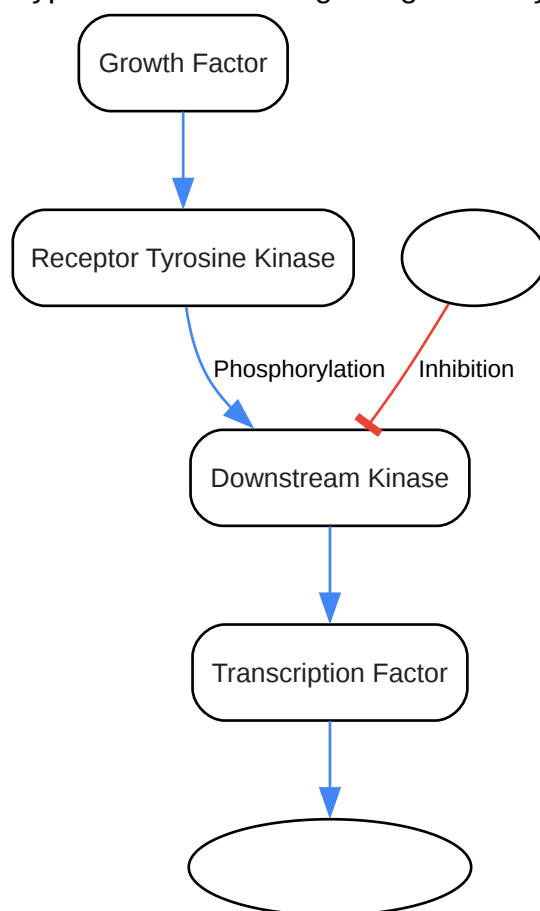 Growth Factor
Receptor Tyrosine Kinase
Phosphorylation
Inhibition
Downstream Kinase
Transcription Factor